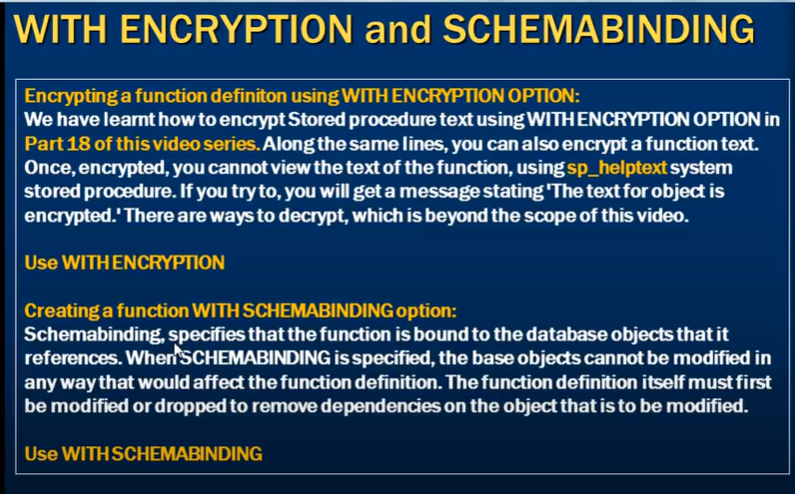 WITH ENCRYPTION and SCHEMABINDING
Encrypting a function definiton using WITH ENCRYPTION OPTION:
We have learnt how to encrypt Stored procedure text using WITH ENCRYPTION OPTION in
Part 18 of this video series. Along the same lines, you can also encrypt a function text.
Once, encrypted, you cannot view the text of the function, using sp_helptext system
stored procedure. If you try to, you will get a message stating 'The text for object is
encrypted.' There are ways to decrypt, which is beyond the scope of this video.
Use WITH ENCRYPTION
Creating a function WITH SCHEMABINDING option:
Schemabinding, specifies that the function is bound to the database objects that it
references. When SCHEMABINDING is specified, the base objects cannot be modified in
any way that would affect the function definition. The function definition itself must first
be modified or dropped to remove dependencies on the object that is to be modified.
Use WITH SCHEMABINDING